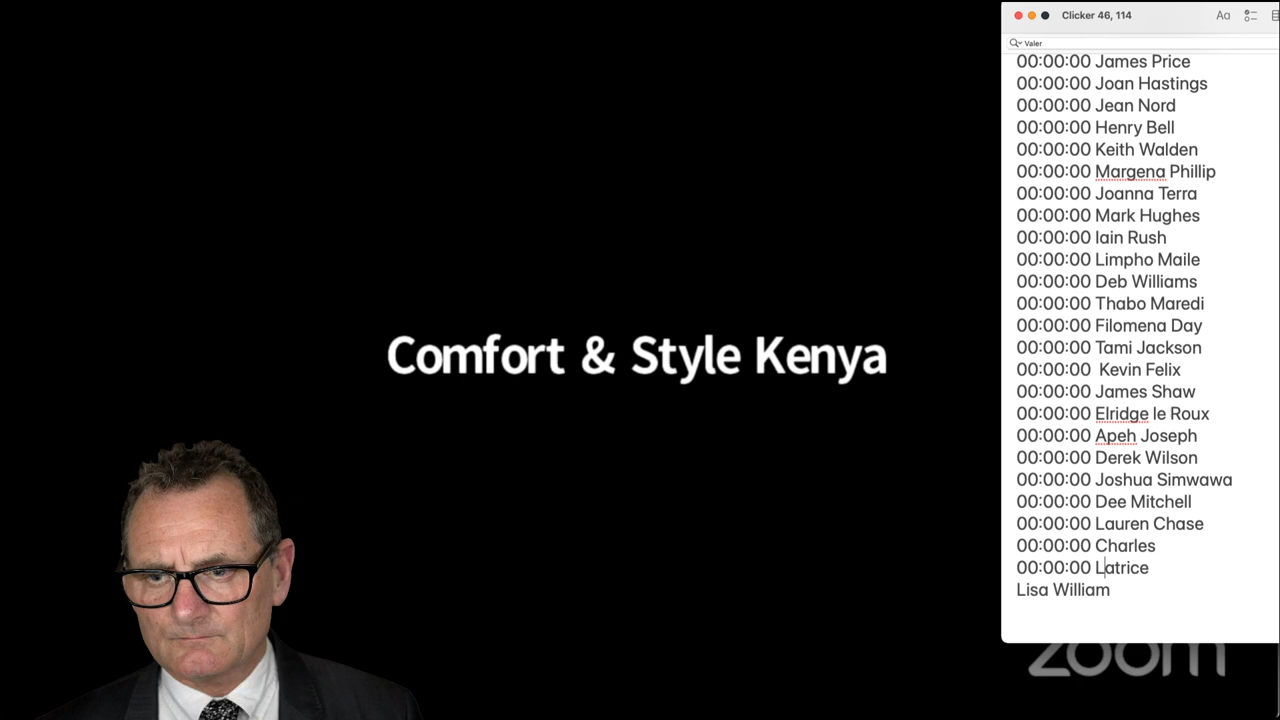 Clicker 46, 114
Aa
Valer
00:00:00 James Price
00:00:00 Joan Hastings
00:00:00 Jean Nord
00:00:00 Henry Bell
00:00:00 Keith Walden
00:00:00 Margena Phillip
00:00:00 Joanna Terra
00:00:00 Mark Hughes
00:00:00 Iain Rush
00:00:00 Limpho Maile
00:00:00 Deb Williams
00:00:00 Thabo Maredi
00:00:00 Filomena Day
00:00:00 Tami Jackson
00:00:00 Kevin Felix
00:00:00 James Shaw
00:00:00 Elridge le Roux
00:00:00 Apeh Joseph
00:00:00 Derek Wilson
00:00:00 Joshua Simwawa
00:00:00 Dee Mitchell
00:00:00 Lauren Chase
00:00:00 Charles
00:00:00 Latrice
Lisa William
Comfort & Style Kenya
zoom